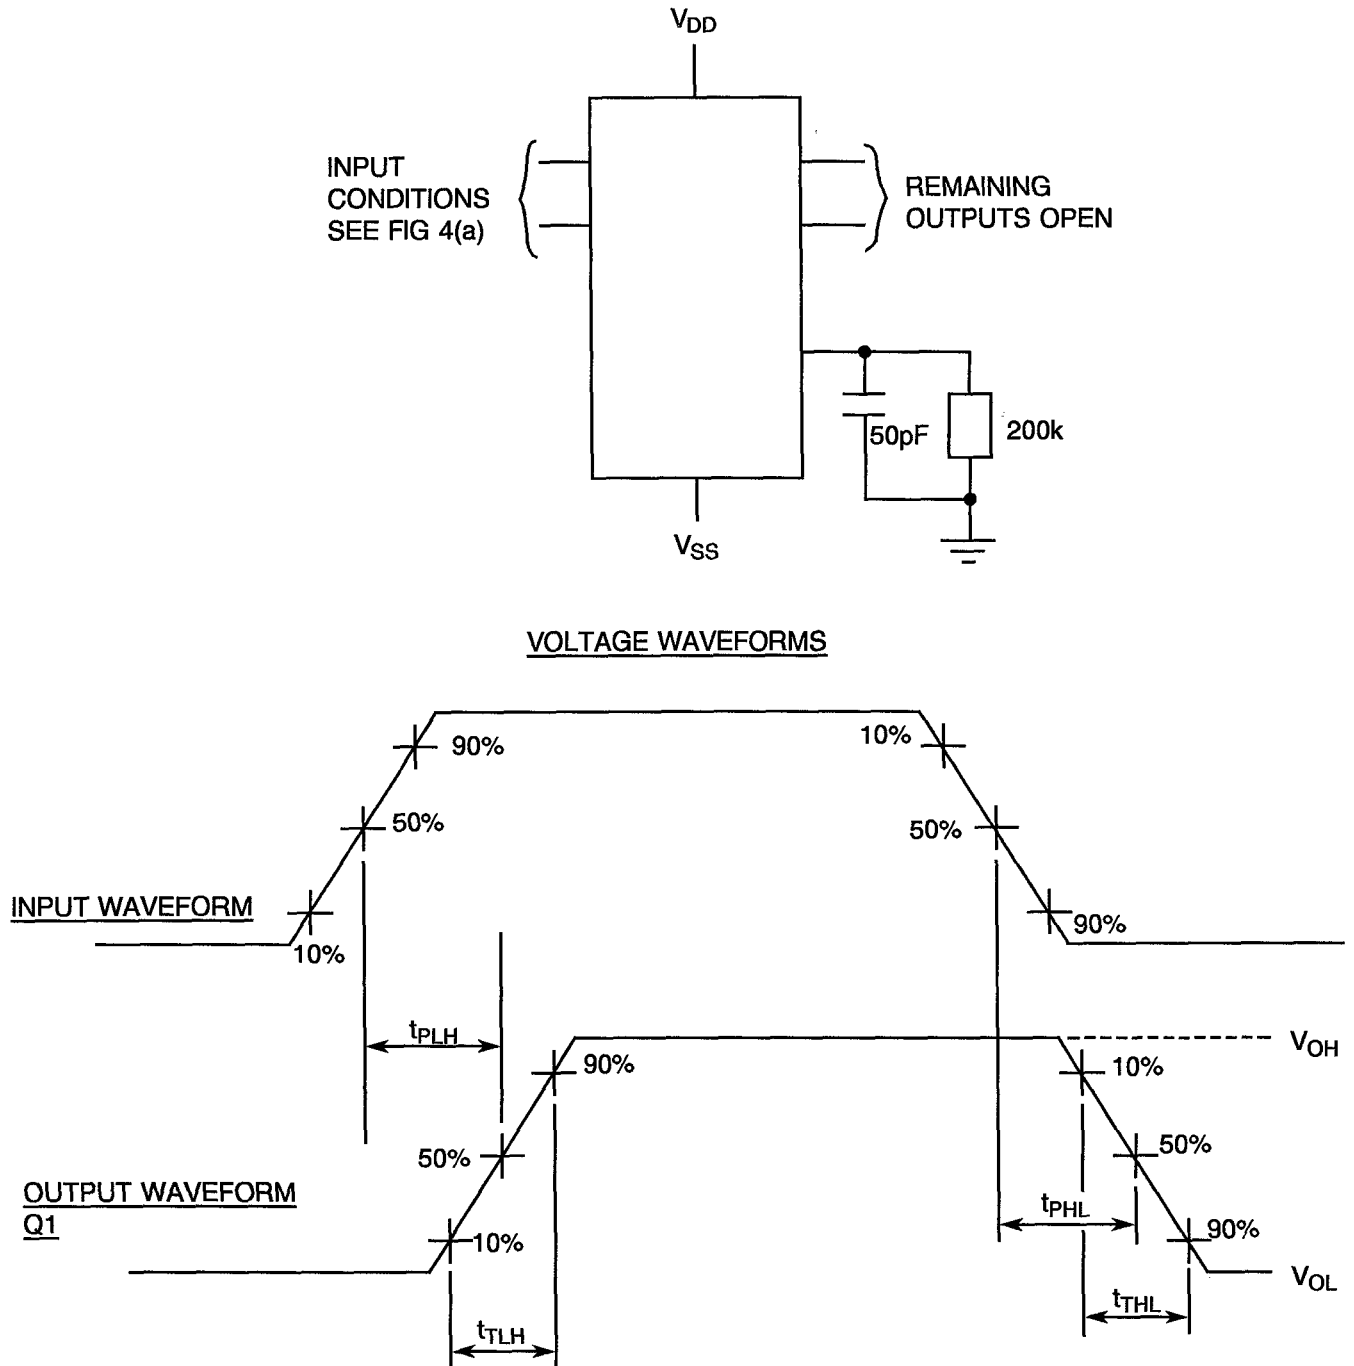 VDD
INPUT
CONDITIONS
SEE FIG 4(a)
REMAINING
OUTPUTS OPEN
50pF
200k
VSS
VOLTAGE WAVEFORMS
90%
10%
50%
50%
INPUT WAVEFORM
10%
90%
tPLH
VOH
90%
10%
50%
50%
OUTPUT WAVEFORM
Q1
tPHL
10%
90%
VOL
tTLH
tTHL